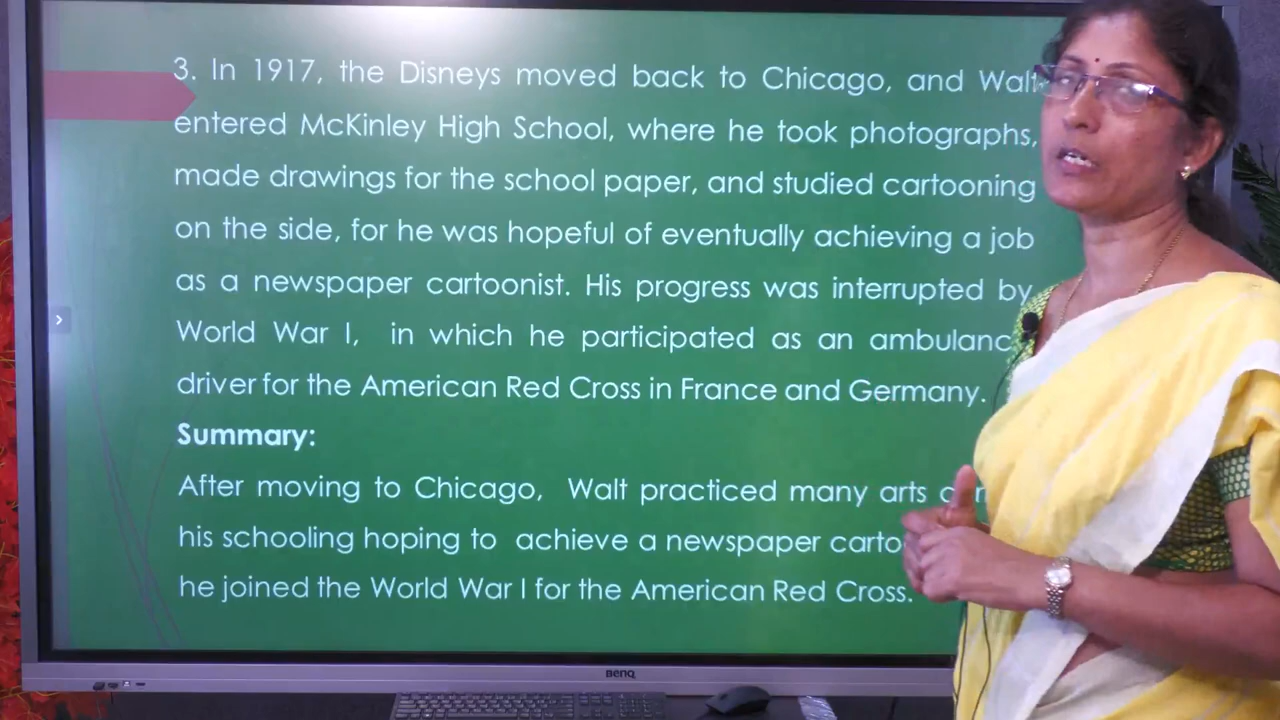 3. In 1917, the Disneys moved back to Chicago, and Walt
entered McKinley High School, where he took photographs,
made drawings for the school paper, and studied cartooning
on the side, for he was hopeful of eventually achieving a job
as a newspaper cartoonist. His progress was interrupted by
World War I, in which he participated as an ambulanc
driver for the American Red Cross in France and Germany.
Summary:
After moving to Chicago, Walt practiced many arts
his schooling hoping to achieve a newspaper carto
he joined the World War I for the American Red Cross.
BenQ